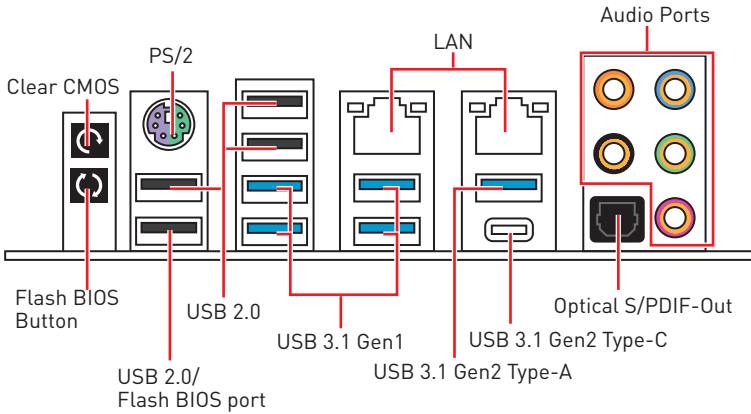 Audio Ports
LAN
PS/2
Clear CMOS
Flash BIOS
Button
USB 2.0
Optical S/PDIF-Out
USB 3.1 Gen1
USB 3.1 Gen2 Type-C
USB 3.1 Gen2 Type-A
USB 2.0/
Flash BIOS port